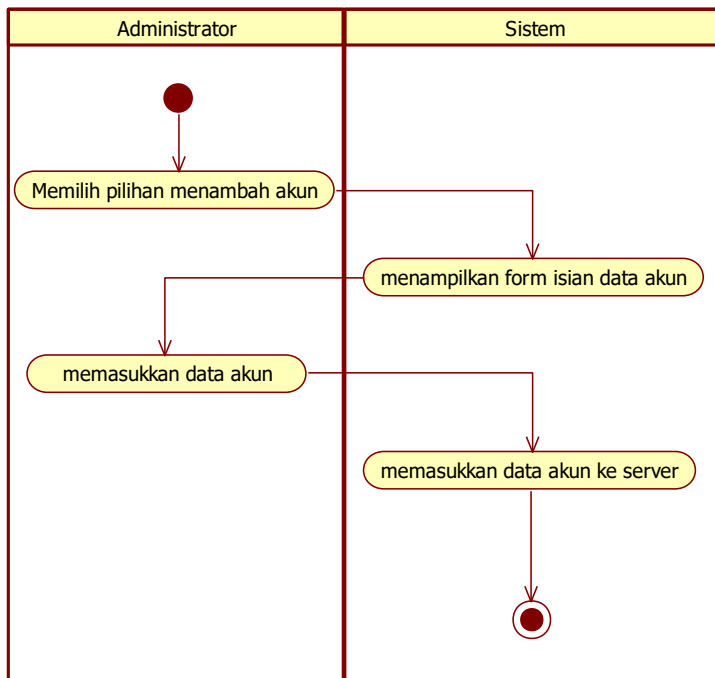 Administrator
Sistem
Memilih pilihan menambah akun
menampilkan form isian data akun
memasukkan data akun
memasukkan data akun ke server